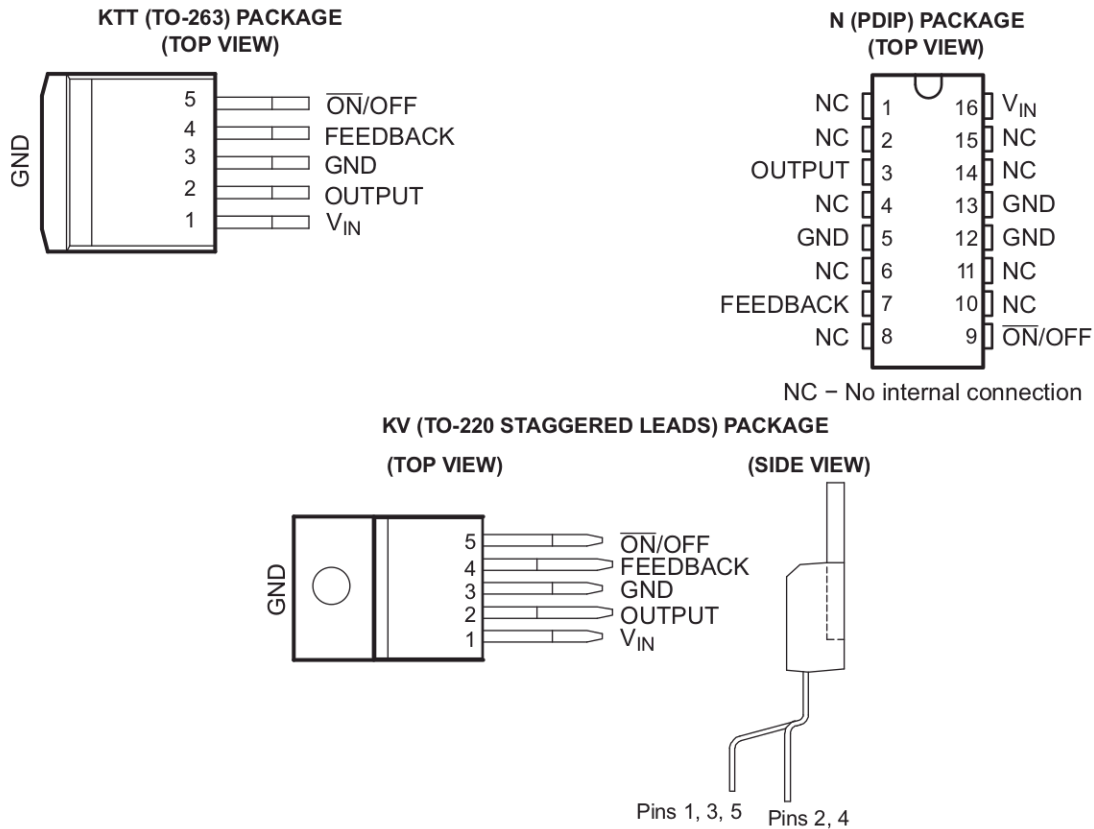 KTT (TO-263) PACKAGE
(TOP VIEW)
GND
5 O̅N̅/OFF
4 FEEDBACK
3 GND
2 OUTPUT
1 VIN
N (PDIP) PACKAGE
(TOP VIEW)
NC 1 16 VIN
NC 2 15 NC
OUTPUT 3 14 NC
NC 4 13 GND
GND 5 12 GND
NC 6 11 NC
FEEDBACK 7 10 NC
NC 8 9 O̅N̅/OFF
NC – No internal connection
KV (TO-220 STAGGERED LEADS) PACKAGE
(TOP VIEW)
GND
5 O̅N̅/OFF
4 FEEDBACK
3 GND
2 OUTPUT
1 VIN
(SIDE VIEW)
Pins 1, 3, 5
Pins 2, 4